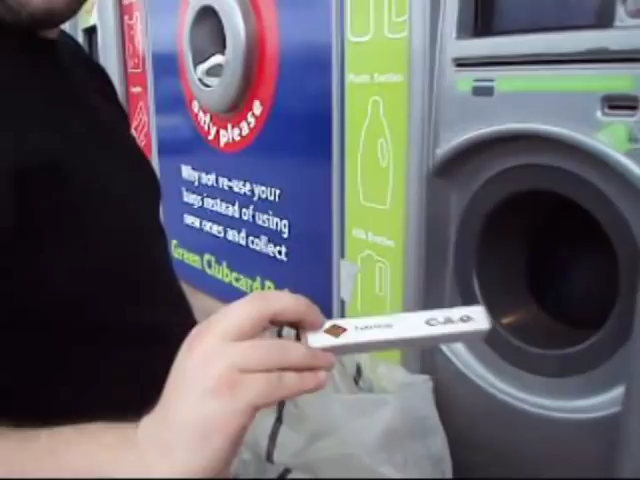 only please
Why not re-use your
bags instead of using
new ones and collect
Green Clubcard
Plastic Bottles
Milk Bottles